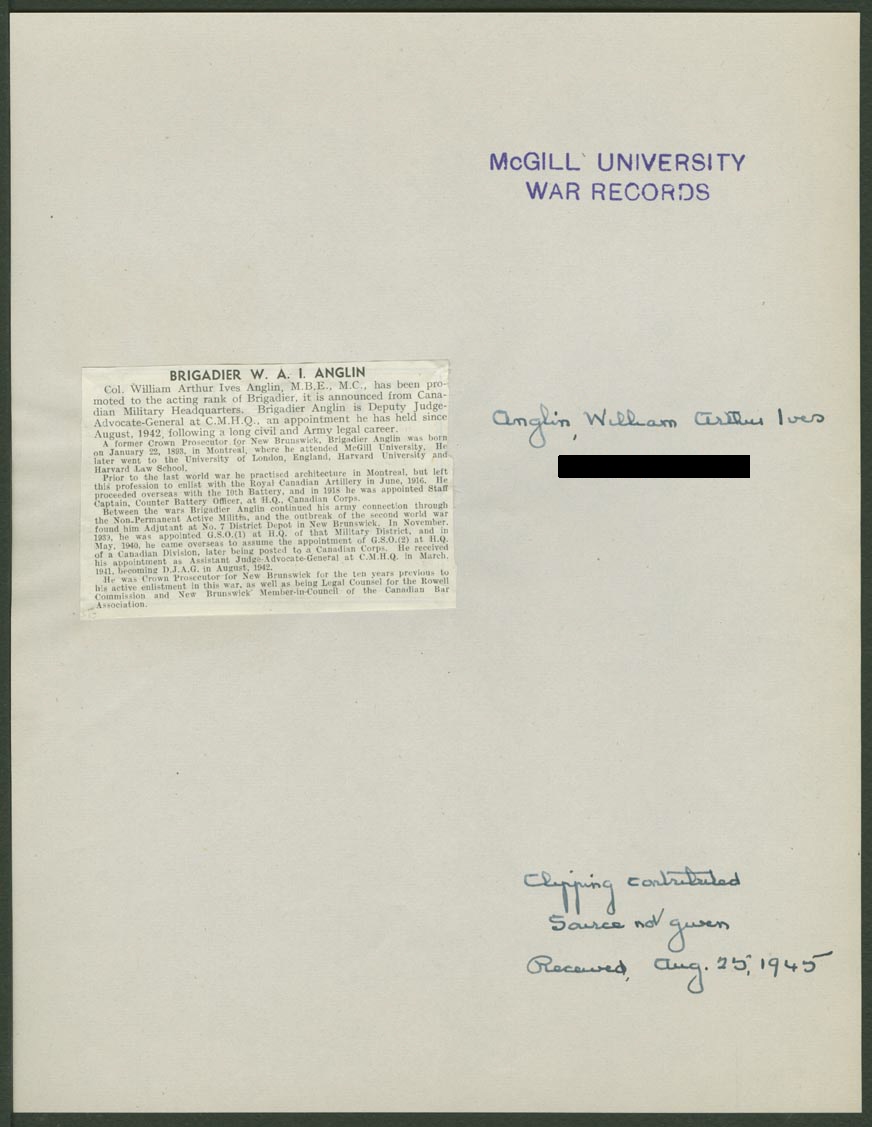 McGILL UNIVERSITY
WAR RECORDS
BRIGADIER W. A. I. ANGLIN
Col. William Arthur Ives Anglin, M.B.E., M.C., has been pro-
moted to the acting rank of Brigadier, it is announced from Cana-
dian Military Headquarters. Brigadier Anglin is Deputy Judge-
Advocate-General at C.M.H.Q., an appointment he has held since
August, 1942, following a long civil and Army legal career.
A former Crown Prosecutor for New Brunswick, Brigadier Anglin was born
on January 22, 1893, in Montreal, where he attended McGill University. He
later went to the University of London, England, Harvard University and
Harvard Law School.
Prior to the last world war he practised architecture in Montreal, but left
this profession to enlist with the Royal Canadian Artillery in June, 1916. He
proceeded overseas with the 10th Battery, and in 1918 he was appointed Staff
Captain, Counter Battery Officer, at H.Q., Canadian Corps.
Between the wars Brigadier Anglin continued his army connection through
the Non-Permanent Active Militia, and the outbreak of the second world war
found him Adjutant at No. 7 District Depot in New Brunswick. In November,
1939, he was appointed G.S.O.(1) at H.Q. of that Military District, and in
May, 1940, he came overseas to assume the appointment of G.S.O.(2) at H.Q.
of a Canadian Division, later being posted to a Canadian Corps. He received
his appointment as Assistant Judge-Advocate-General at C.M.H.Q. in March,
1941, becoming D.J.A.G. in August, 1942.
He was Crown Prosecutor for New Brunswick for the ten years previous to
his active enlistment in this war, as well as being Legal Counsel for the Rowell
Commission and New Brunswick Member-in-Council of the Canadian Bar
Association.
Anglin, William Arthur Ives
Clipping contributed
Source not given
Received, Aug. 25, 1945